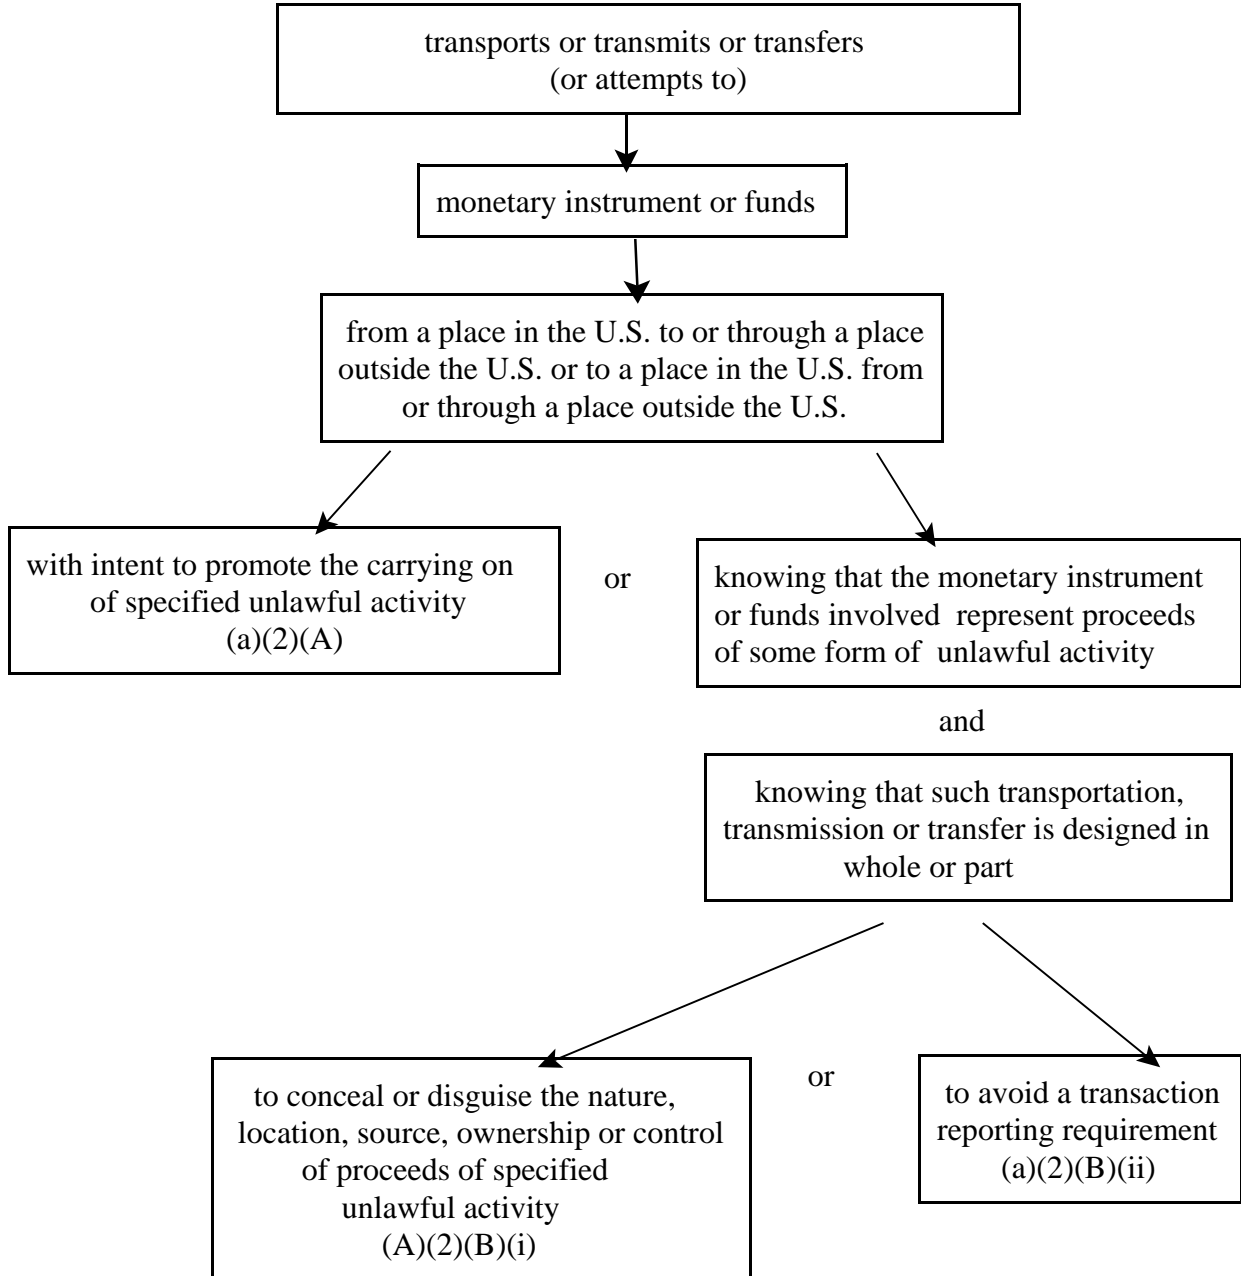 transports or transmits or transfers
(or attempts to)
monetary instrument or funds
from a place in the U.S. to or through a place
outside the U.S. or to a place in the U.S. from
or through a place outside the U.S.
with intent to promote the carrying on
of specified unlawful activity
(a)(2)(A)
or
knowing that the monetary instrument
or funds involved represent proceeds
of some form of unlawful activity
and
knowing that such transportation,
transmission or transfer is designed in
whole or part
to conceal or disguise the nature,
location, source, ownership or control
of proceeds of specified
unlawful activity
(A)(2)(B)(i)
or
to avoid a transaction
reporting requirement
(a)(2)(B)(ii)